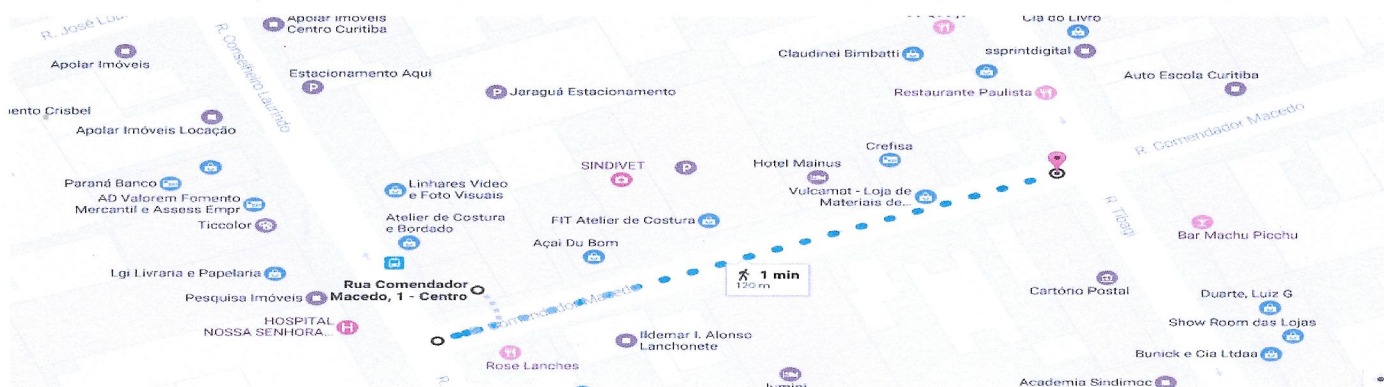 Apolar Imóveis
Centro Curitiba
Cia do Livro
R. José Lou
R. Conselheiro Laurindo
Claudinei Bimbatti
ssprintdigital
Apolar Imóveis
Estacionamento Aqui
Auto Escola Curitiba
Jaraguá Estacionamento
Restaurante Paulista
ento Crisbel
Apolar Imóveis Locação
R. Comendador Macedo
Crefisa
SINDIVET
Hotel Mainus
Paraná Banco
Linhares Vídeo
e Foto Visuais
Vulcamat - Loja de
Materiais de...
AD Valorem Fomento
Mercantil e Assess Empr
Ticcolor
Atelier de Costura
e Bordado
FIT Atelier de Costura
R. Tibagi
Bar Machu Picchu
Açai Du Bom
Lgi Livraria e Papelaria
1 min
120 m
Rua Comendador
Macedo, 1 - Centro
Cartório Postal
Pesquisa Imóveis
Duarte, Luiz G
Comendador Macedo
HOSPITAL
NOSSA SENHORA...
Show Room das Lojas
Ildemar I. Alonso
Lanchonete
Rose Lanches
Bunick e Cia Ltdaa
R.
Academia Sindimoc